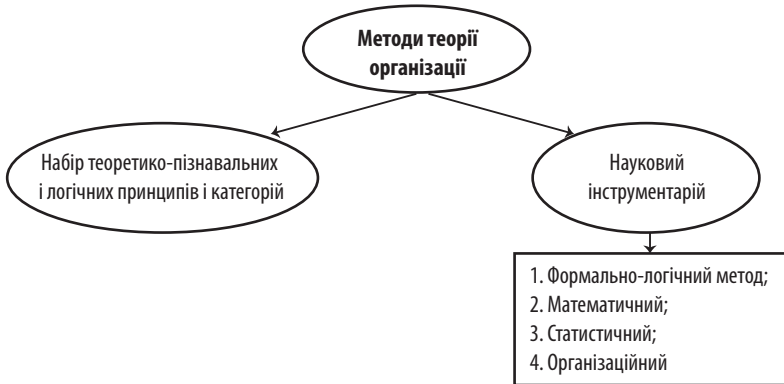 Методи теорії
організації
Набір теоретико-пізнавальних
і логічних принципів і категорій
Науковий
інструментарій
1. Формально-логічний метод;
2. Математичний;
3. Статистичний;
4. Організаційний